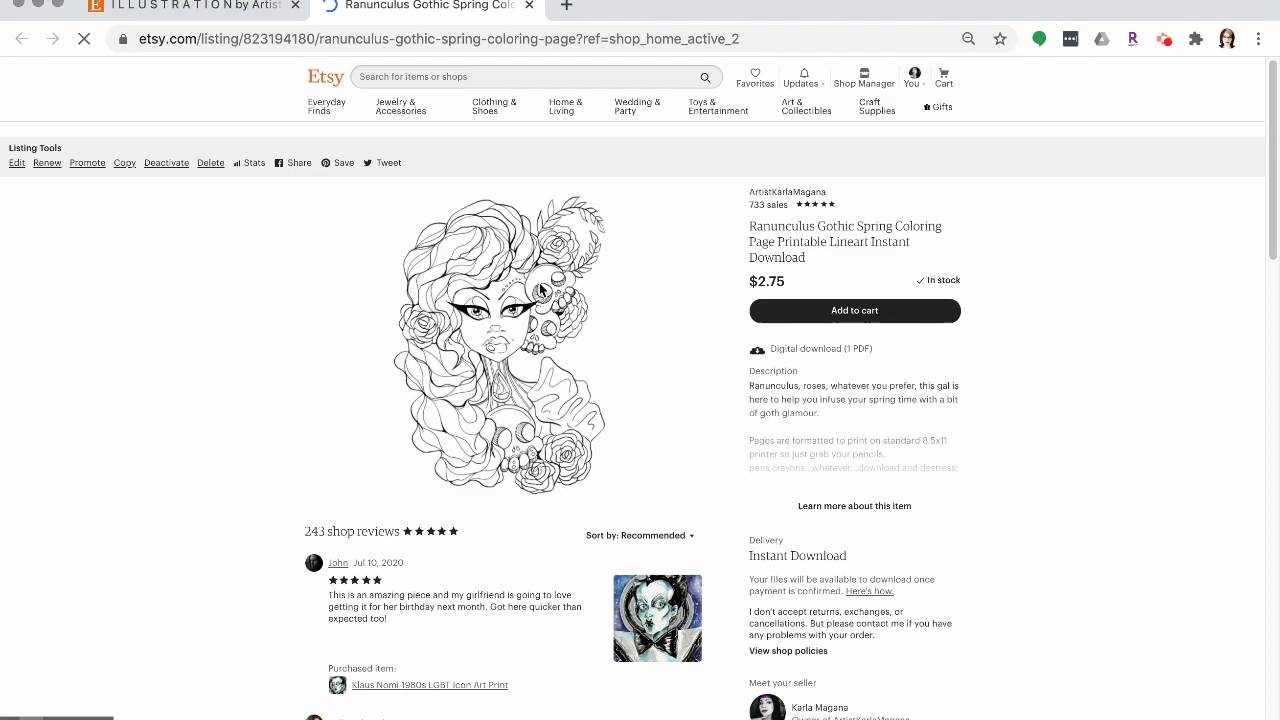 ILLUSTRATION by Artist
Ranunculus Gothic Spring Colo
etsy.com/listing/823194180/ranunculus-gothic-spring-coloring-page?ref=shop_home_active_2
Etsy
Search for items or shops
Favorites
Updates
Shop Manager
You
Cart
Everyday Finds
Jewelry & Accessories
Clothing & Shoes
Home & Living
Wedding & Party
Toys & Entertainment
Art & Collectibles
Craft Supplies
Gifts
Listing Tools
Edit Renew Promote Copy Deactivate Delete Stats Share Save Tweet
ArtistKarlaMagana
733 sales
Ranunculus Gothic Spring Coloring
Page Printable Lineart Instant
Download
$2.75
In stock
Add to cart
Digital download (1 PDF)
Description
Ranunculus, roses, whatever you prefer, this gal is
here to help you infuse your spring time with a bit
of goth glamour.
Pages are formatted to print on standard 8.5x11
printer so just grab your pencils,
pens,crayons...whatever...download and destress!
Learn more about this item
243 shop reviews
Sort by: Recommended
John Jul 10, 2020
This is an amazing piece and my girlfriend is going to love
getting it for her birthday next month. Got here quicker than
expected too!
Purchased item:
Klaus Nomi 1980s LGBT Icon Art Print
Delivery
Instant Download
Your files will be available to download once
payment is confirmed. Here's how.
I don't accept returns, exchanges, or
cancellations. But please contact me if you have
any problems with your order.
View shop policies
Meet your seller
Karla Magana
Owner of ArtistKarlaMagana